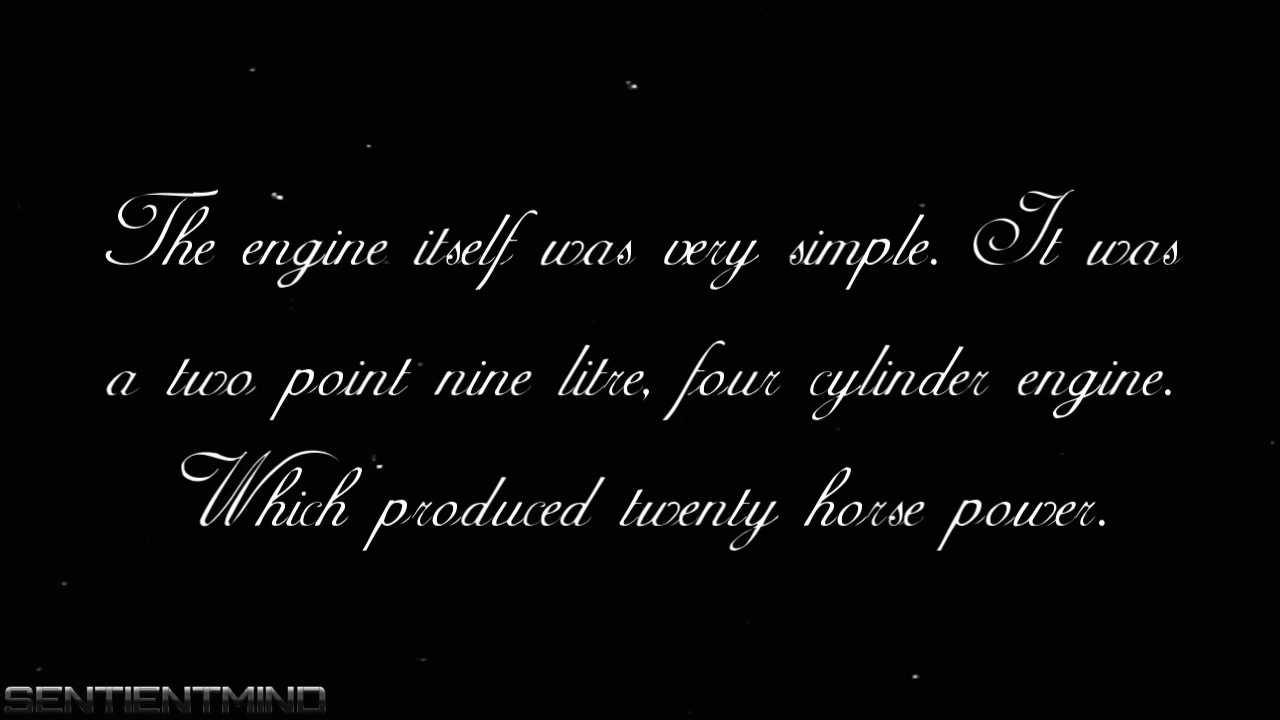 The engine itself was very simple. It was
a two point nine litre, four cylinder engine.
Which produced twenty horse power.
SENTIENTMIND